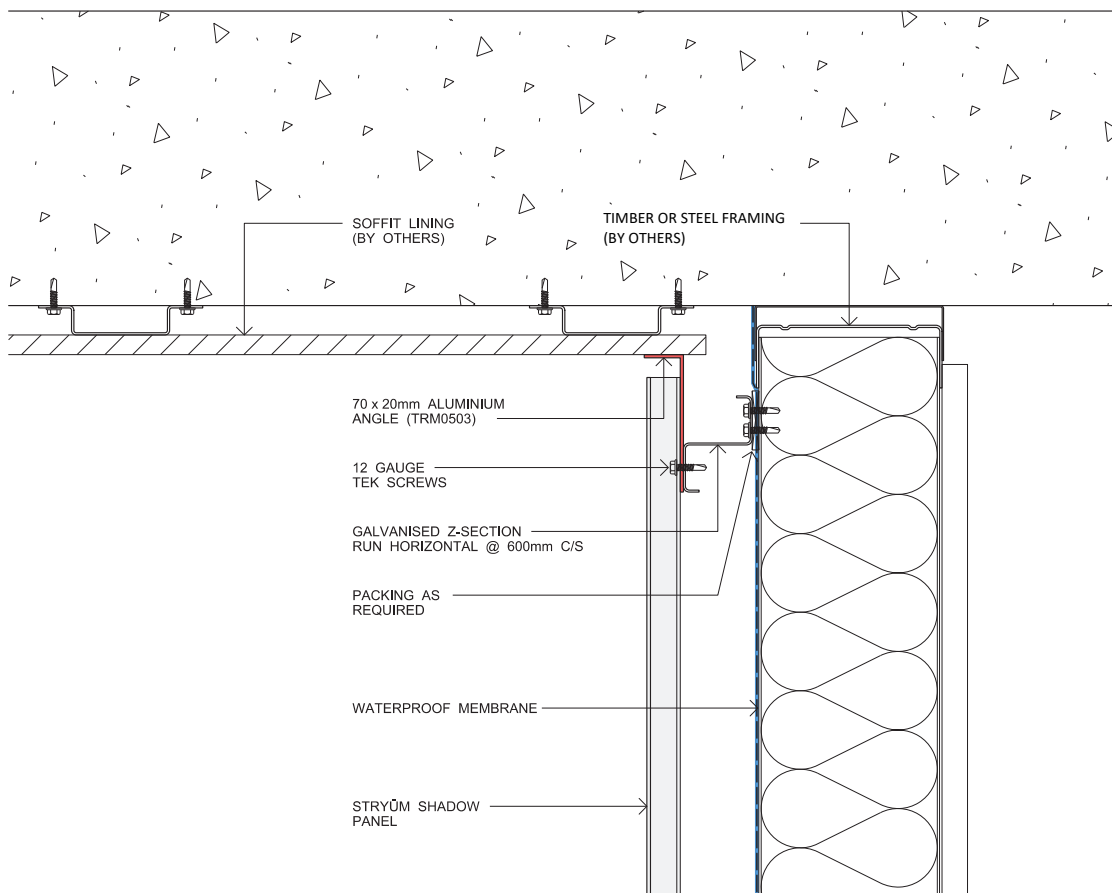 SOFFIT LINING
(BY OTHERS)
TIMBER OR STEEL FRAMING
(BY OTHERS)
70 x 20mm ALUMINIUM
ANGLE (TRM0503)
12 GAUGE
TEK SCREWS
GALVANISED Z-SECTION
RUN HORIZONTAL @ 600mm C/S
PACKING AS
REQUIRED
WATERPROOF MEMBRANE
STRYŪM SHADOW
PANEL